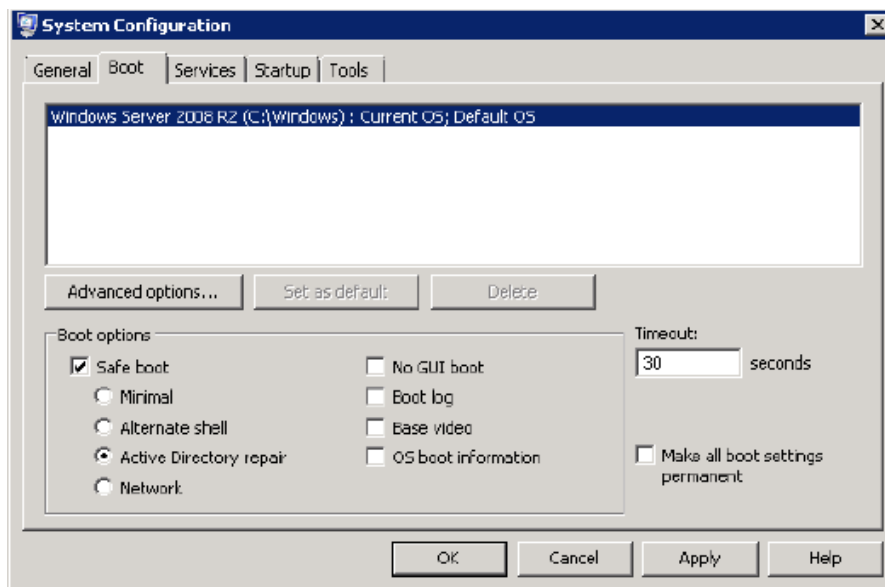 System Configuration
General Boot Services Startup Tools
Windows Server 2008 R2 (C:\Windows) : Current OS; Default OS
Advanced options... Set as default Delete
Boot options Timeout:
Safe boot No GUI boot 30 seconds
Minimal Boot log
Alternate shell Base video
Active Directory repair OS boot information Make all boot settings
permanent
Network
OK Cancel Apply Help